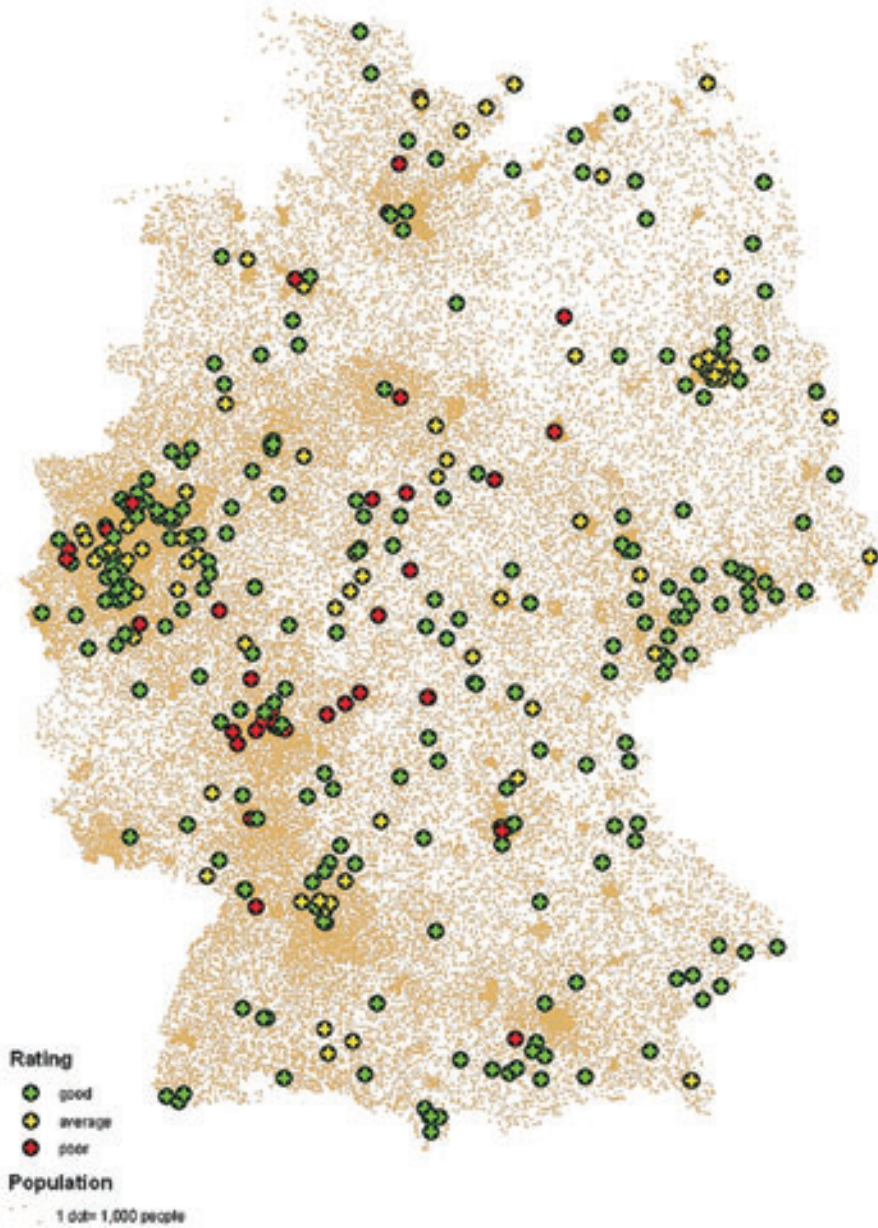 Rating
good
average
poor
Population
1 dot= 1,000 people